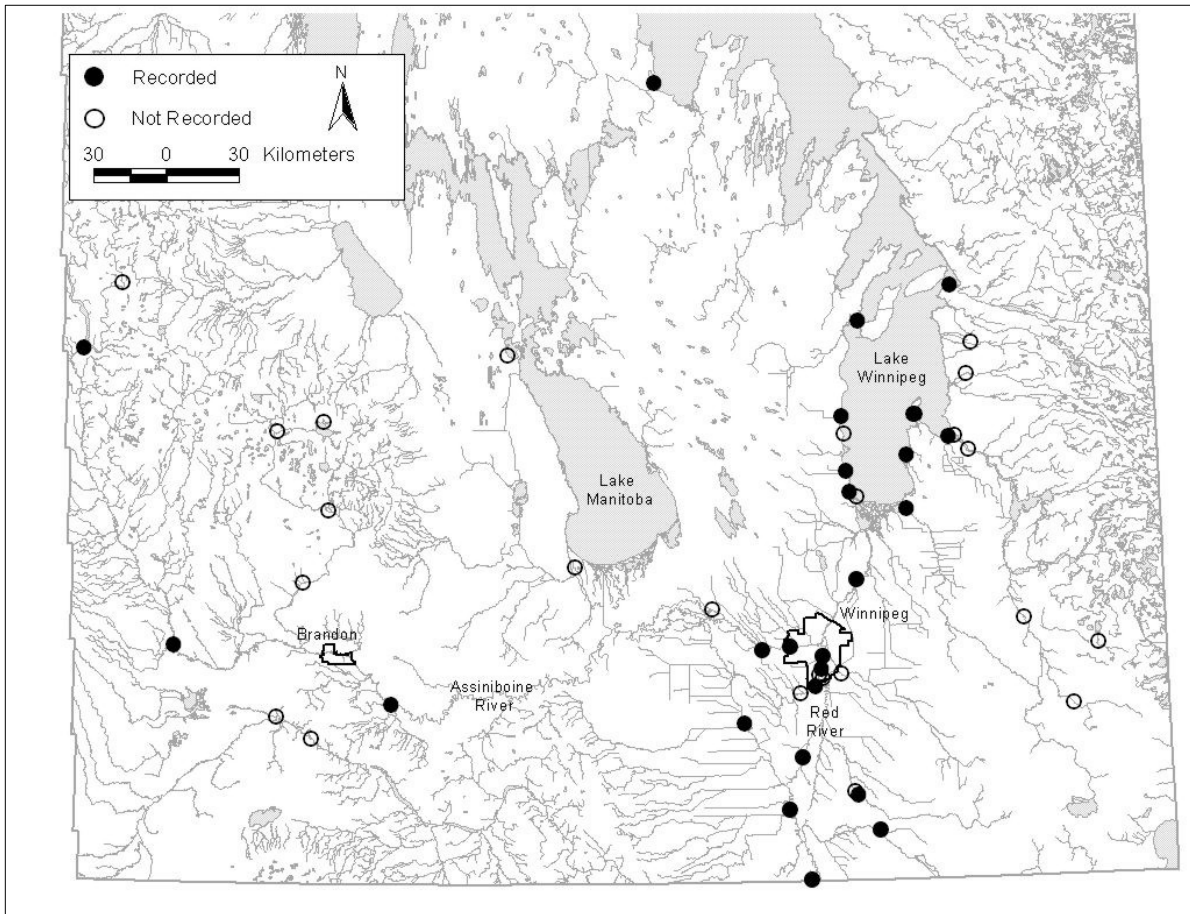 Recorded
N
Not Recorded
30 0 30 Kilometers
Lake
Winnipeg
Lake
Manitoba
Winnipeg
Brandon
Assiniboine
River
Red
River